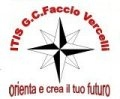 ITIS G.C.Faccio Vercelli
orienta e crea il tuo futuro